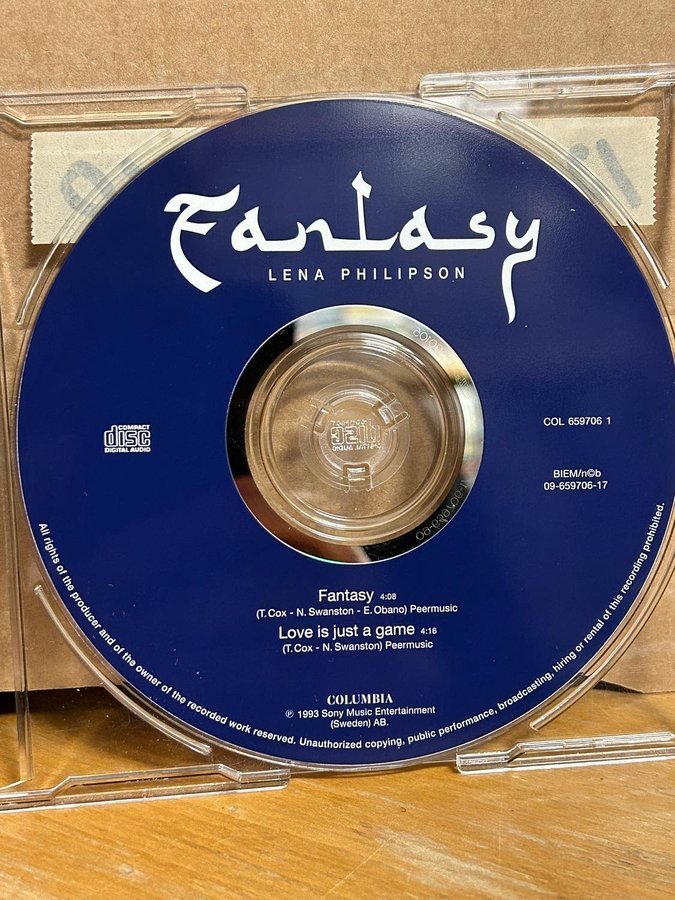 Fantasy
LENA PHILIPSON
COMPACT
disc
DIGITAL AUDIO
COL 659706 1
BIEM/n©b
09-659706-17
Fantasy 4:08
(T. Cox - N. Swanston - E. Obano) Peermusic
Love is just a game 4:16
(T. Cox - N. Swanston) Peermusic
COLUMBIA
℗ 1993 Sony Music Entertainment
(Sweden) AB.
All rights of the producer and of the owner of the recorded work reserved. Unauthorized copying, public performance, broadcasting, hiring or rental of this recording prohibited.